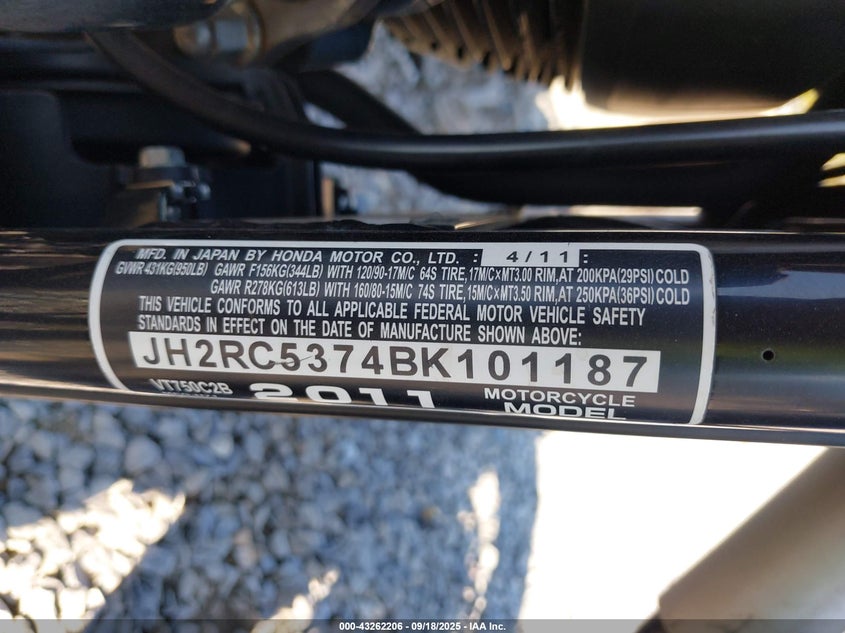 MFD. IN JAPAN BY HONDA MOTOR CO., LTD. : 4/11 :
GVWR 431KG(950LB) GAWR F156KG(344LB) WITH 120/90-17M/C 64S TIRE,17M/C×MT3.00 RIM,AT 200KPA(29PSI)COLD
GAWR R278KG(613LB) WITH 160/80-15M/C 74S TIRE,15M/C×MT3.50 RIM,AT 250KPA(36PSI)COLD
THIS VEHICLE CONFORMS TO ALL APPLICABLE FEDERAL MOTOR VEHICLE SAFETY
STANDARDS IN EFFECT ON THE DATE OF MANUFACTURE SHOWN ABOVE.
JH2RC5374BK101187
VT750C2B 2011 MOTORCYCLE
MODEL
000-43262206 - 09/18/2025 - IAA Inc.